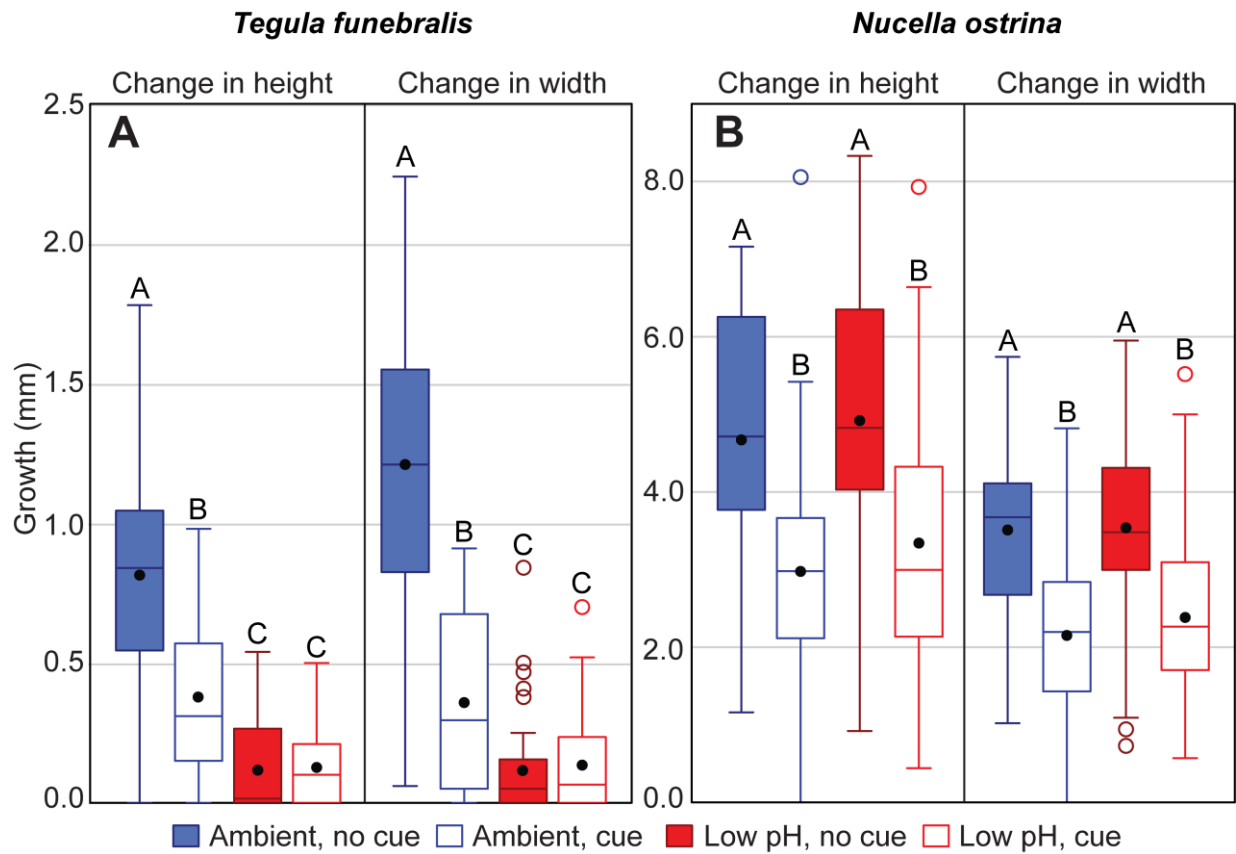 Tegula funebralis
Nucella ostrina
Change in height
Change in width
Change in height
Change in width
A
B
Growth (mm)
2.5
2.0
1.5
1.0
0.5
0.0
A
B
C
C
A
B
C
C
8.0
6.0
4.0
2.0
0.0
A
B
A
B
A
B
A
B
Ambient, no cue
Ambient, cue
Low pH, no cue
Low pH, cue